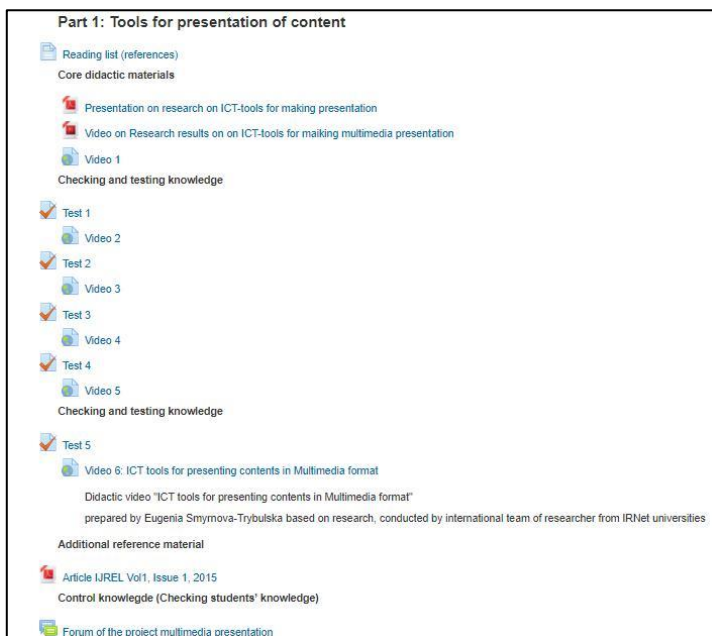 Part 1: Tools for presentation of content
Reading list (references)
Core didactic materials
Presentation on research on ICT-tools for making presentation
Video on Research results on on ICT-tools for maiking multimedia presentation
Video 1
Checking and testing knowledge
Test 1
Video 2
Test 2
Video 3
Test 3
Video 4
Test 4
Video 5
Checking and testing knowledge
Test 5
Video 6: ICT tools for presenting contents in Multimedia format
Didactic video "ICT tools for presenting contents in Multimedia format"
prepared by Eugenia Smyrnova-Trybulska based on research, conducted by international team of researcher from IRNet universities
Additional reference material
Article IJREL Vol1, Issue 1, 2015
Control knowlegde (Checking students' knowledge)
Forum of the project multimedia presentation